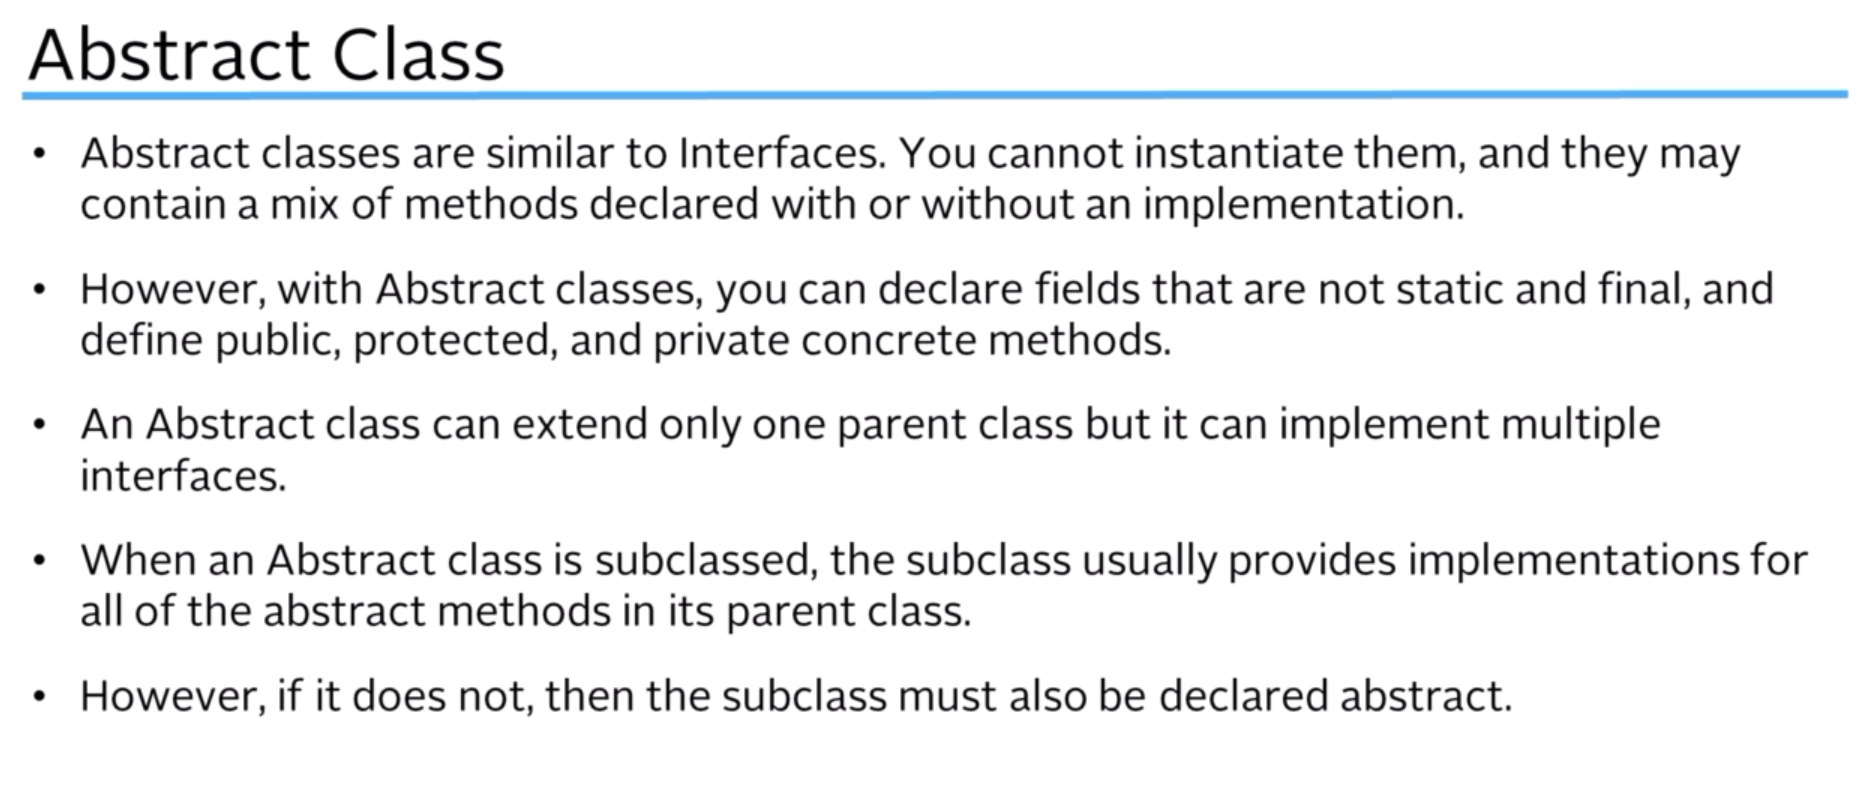 Abstract Class
• Abstract classes are similar to Interfaces. You cannot instantiate them, and they may
contain a mix of methods declared with or without an implementation.
• However, with Abstract classes, you can declare fields that are not static and final, and
define public, protected, and private concrete methods.
• An Abstract class can extend only one parent class but it can implement multiple
interfaces.
• When an Abstract class is subclassed, the subclass usually provides implementations for
all of the abstract methods in its parent class.
• However, if it does not, then the subclass must also be declared abstract.